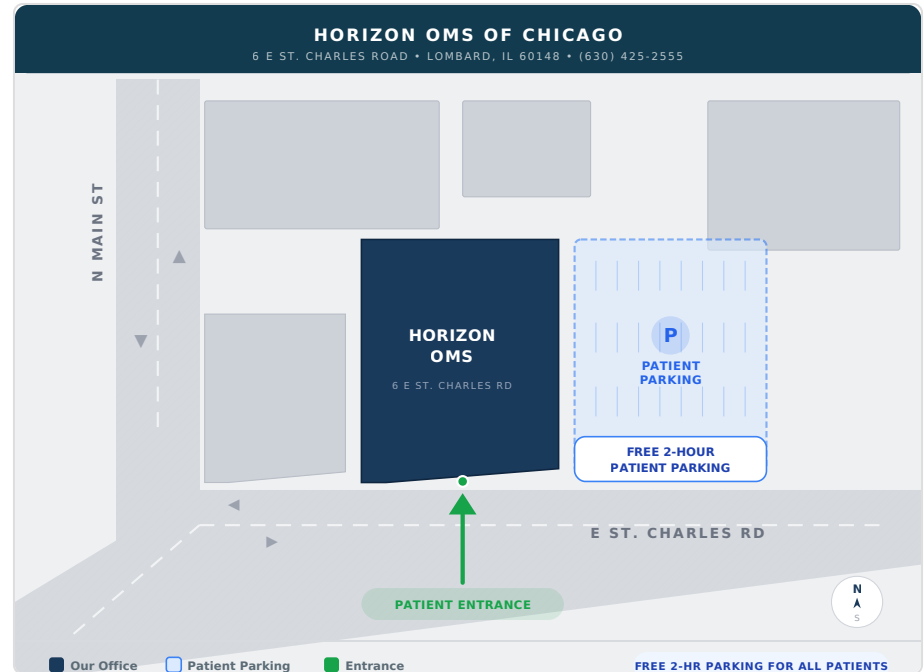 HORIZON OMS OF CHICAGO
6 E ST. CHARLES ROAD • LOMBARD, IL 60148 • (630) 425-2555
N MAIN ST
HORIZON
OMS
6 E ST. CHARLES RD
P
PATIENT
PARKING
FREE 2-HOUR
PATIENT PARKING
E ST. CHARLES RD
PATIENT ENTRANCE
N
S
Our Office
Patient Parking
Entrance
FREE 2-HR PARKING FOR ALL PATIENTS